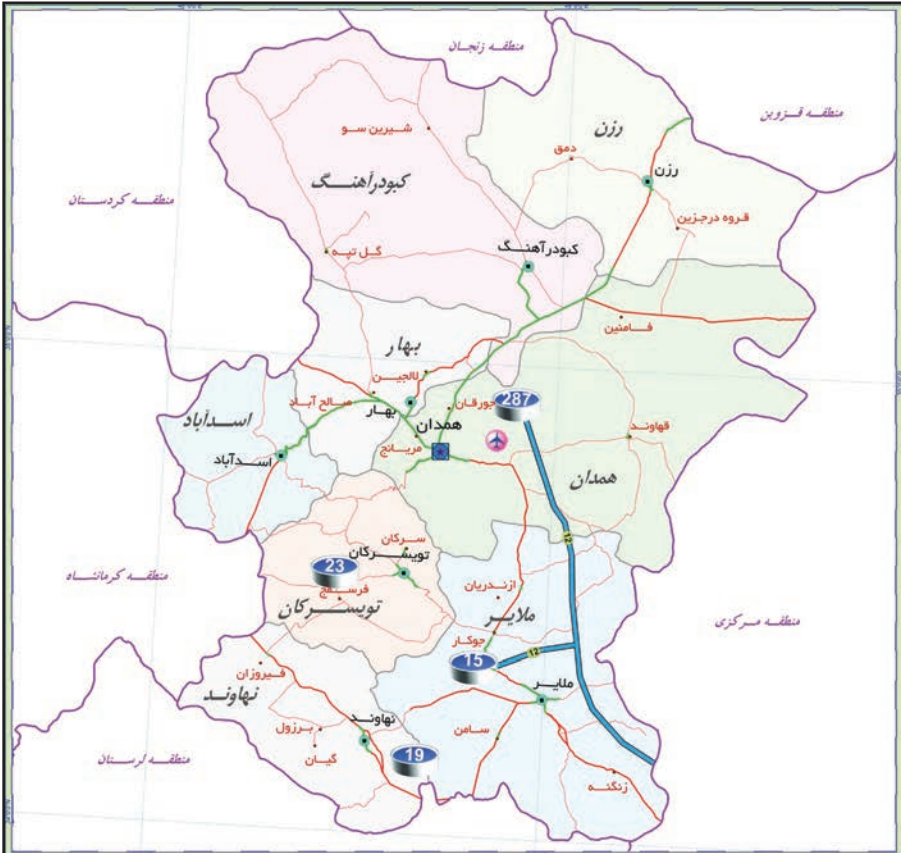 منطقه زنجان
منطقه قزوین
منطقه کردستان
رزن
شیرین سو
دمق
رزن
کبودرآهنگ
قروه درجزین
کبودرآهنگ
گل تپه
فامنین
بهار
لالجین
صالح آباد
بهار
جورقان
287
اسدآباد
همدان
قهاوند
مریانج
اسدآباد
همدان
12
سرکان
تویسرکان
23
فرسفج
تویسرکان
ازندریان
ملایر
جوکار
منطقه کرمانشاه
منطقه مرکزی
12
15
فیروزان
نهاوند
ملایر
برزول
نهاوند
سامن
گیان
19
زنگنه
منطقه لرستان